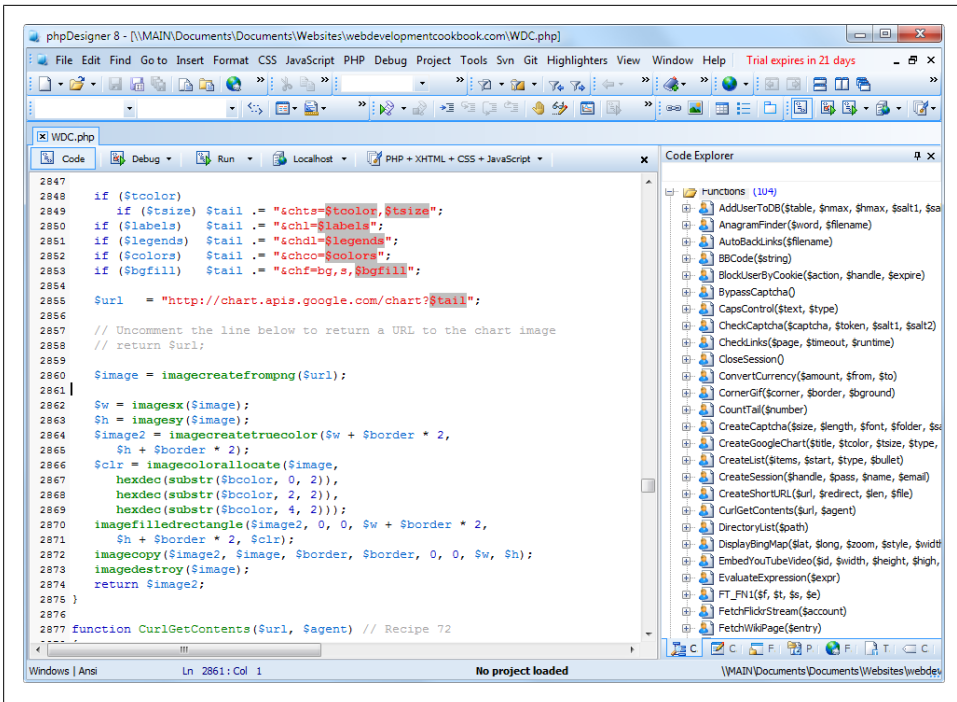 phpDesigner 8 - [\\MAIN\Documents\Documents\Websites\webdevelopmentcookbook.com\WDC.php]
File Edit Find Go to Insert Format CSS JavaScript PHP Debug Project Tools Svn Git Highlighters View Window Help Trial expires in 21 days
WDC.php
Code Debug Run Localhost PHP + XHTML + CSS + JavaScript
2847
2848 if ($tcolor)
2849 if ($tsize) $tail .= "&chts=$tcolor,$tsize";
2850 if ($labels) $tail .= "&chl=$labels";
2851 if ($legends) $tail .= "&chdl=$legends";
2852 if ($colors) $tail .= "&chco=$colors";
2853 if ($bgfill) $tail .= "&chf=bg,s,$bgfill";
2854
2855 $url = "http://chart.apis.google.com/chart?$tail";
2856
2857 // Uncomment the line below to return a URL to the chart image
2858 // return $url;
2859
2860 $image = imagecreatefrompng($url);
2861
2862 $w = imagesx($image);
2863 $h = imagesy($image);
2864 $image2 = imagecreatetruecolor($w + $border * 2,
2865 $h + $border * 2);
2866 $clr = imagecolorallocate($image,
2867 hexdec(substr($bcolor, 0, 2)),
2868 hexdec(substr($bcolor, 2, 2)),
2869 hexdec(substr($bcolor, 4, 2)));
2870 imagefilledrectangle($image2, 0, 0, $w + $border * 2,
2871 $h + $border * 2, $clr);
2872 imagecopy($image2, $image, $border, $border, 0, 0, $w, $h);
2873 imagedestroy($image);
2874 return $image2;
2875 }
2876
2877 function CurlGetContents($url, $agent) // Recipe 72
Code Explorer
Functions (104)
AddUserToDB($table, $nmax, $hmax, $salt1, $sa
AnagramFinder($word, $filename)
AutoBackLinks($filename)
BBCode($string)
BlockUserByCookie($action, $handle, $expire)
BypassCaptcha()
CapsControl($text, $type)
CheckCaptcha($captcha, $token, $salt1, $salt2)
CheckLinks($page, $timeout, $runtime)
CloseSession()
ConvertCurrency($amount, $from, $to)
CornerGif($corner, $border, $bground)
CountTail($number)
CreateCaptcha($size, $length, $font, $folder, $sa
CreateGoogleChart($title, $tcolor, $tsize, $type,
CreateList($items, $start, $type, $bullet)
CreateSession($handle, $pass, $name, $email)
CreateShortURL($url, $redirect, $len, $file)
CurlGetContents($url, $agent)
DirectoryList($path)
DisplayBingMap($lat, $long, $zoom, $style, $widt
EmbedYouTubeVideo($id, $width, $height, $high,
EvaluateExpression($expr)
FT_FN1($f, $t, $s, $e)
FetchFlickrStream($account)
FetchWikiPage($entry)
C C F P F T C
Windows | Ansi Ln 2861 : Col 1 No project loaded \\MAIN\Documents\Documents\Websites\webdev